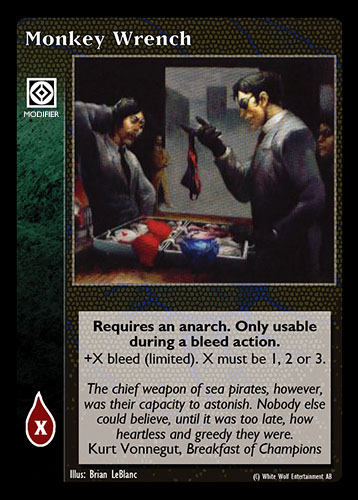 Monkey Wrench
MODIFIER
Requires an anarch. Only usable
during a bleed action.
+X bleed (limited). X must be 1, 2 or 3.
The chief weapon of sea pirates, however,
was their capacity to astonish. Nobody else
could believe, until it was too late, how
heartless and greedy they were.
Kurt Vonnegut, Breakfast of Champions
X
Illus: Brian LeBlanc
(C) White Wolf Entertainment AB